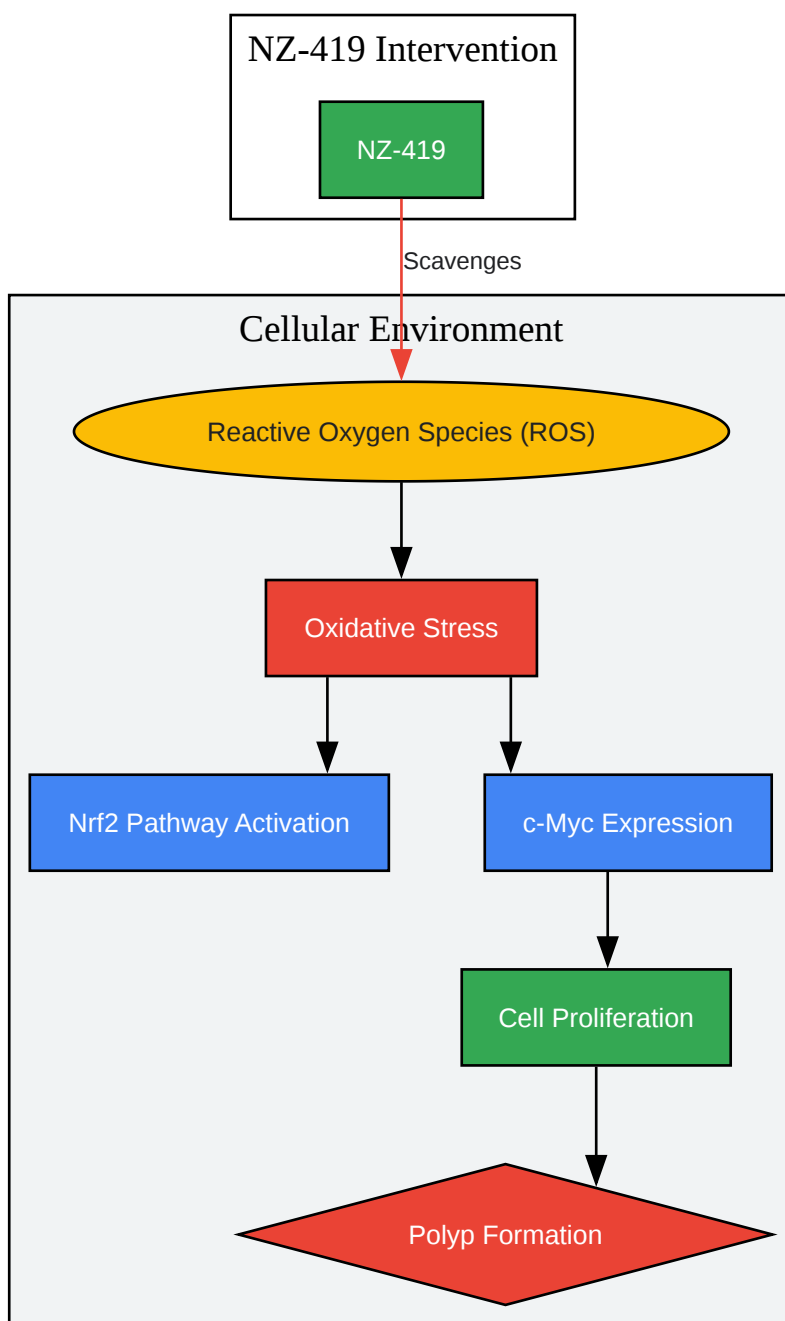 NZ-419 Intervention
NZ-419
Scavenges
Cellular Environment
Reactive Oxygen Species (ROS)
Oxidative Stress
Nrf2 Pathway Activation
c-Myc Expression
Cell Proliferation
Polyp Formation